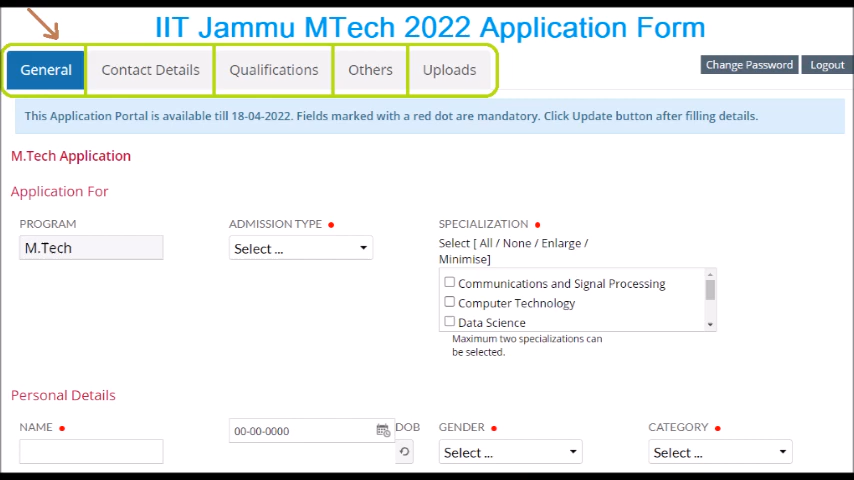 IIT Jammu MTech 2022 Application Form
General Contact Details Qualifications Others Uploads Change Password Logout
This Application Portal is available till 18-04-2022. Fields marked with a red dot are mandatory. Click Update button after filling details.
M.Tech Application
Application For
PROGRAM ADMISSION TYPE SPECIALIZATION
M.Tech Select ... Select [ All / None / Enlarge /
Minimise]
Communications and Signal Processing
Computer Technology
Data Science
Maximum two specializations can
be selected.
Personal Details
NAME 00-00-0000 DOB GENDER CATEGORY
Select ... Select ...